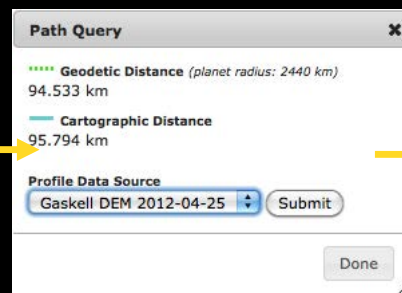 Path Query ×
Geodetic Distance (planet radius: 2440 km)
94.533 km
Cartographic Distance
95.794 km
Profile Data Source
Gaskell DEM 2012-04-25 Submit
Done